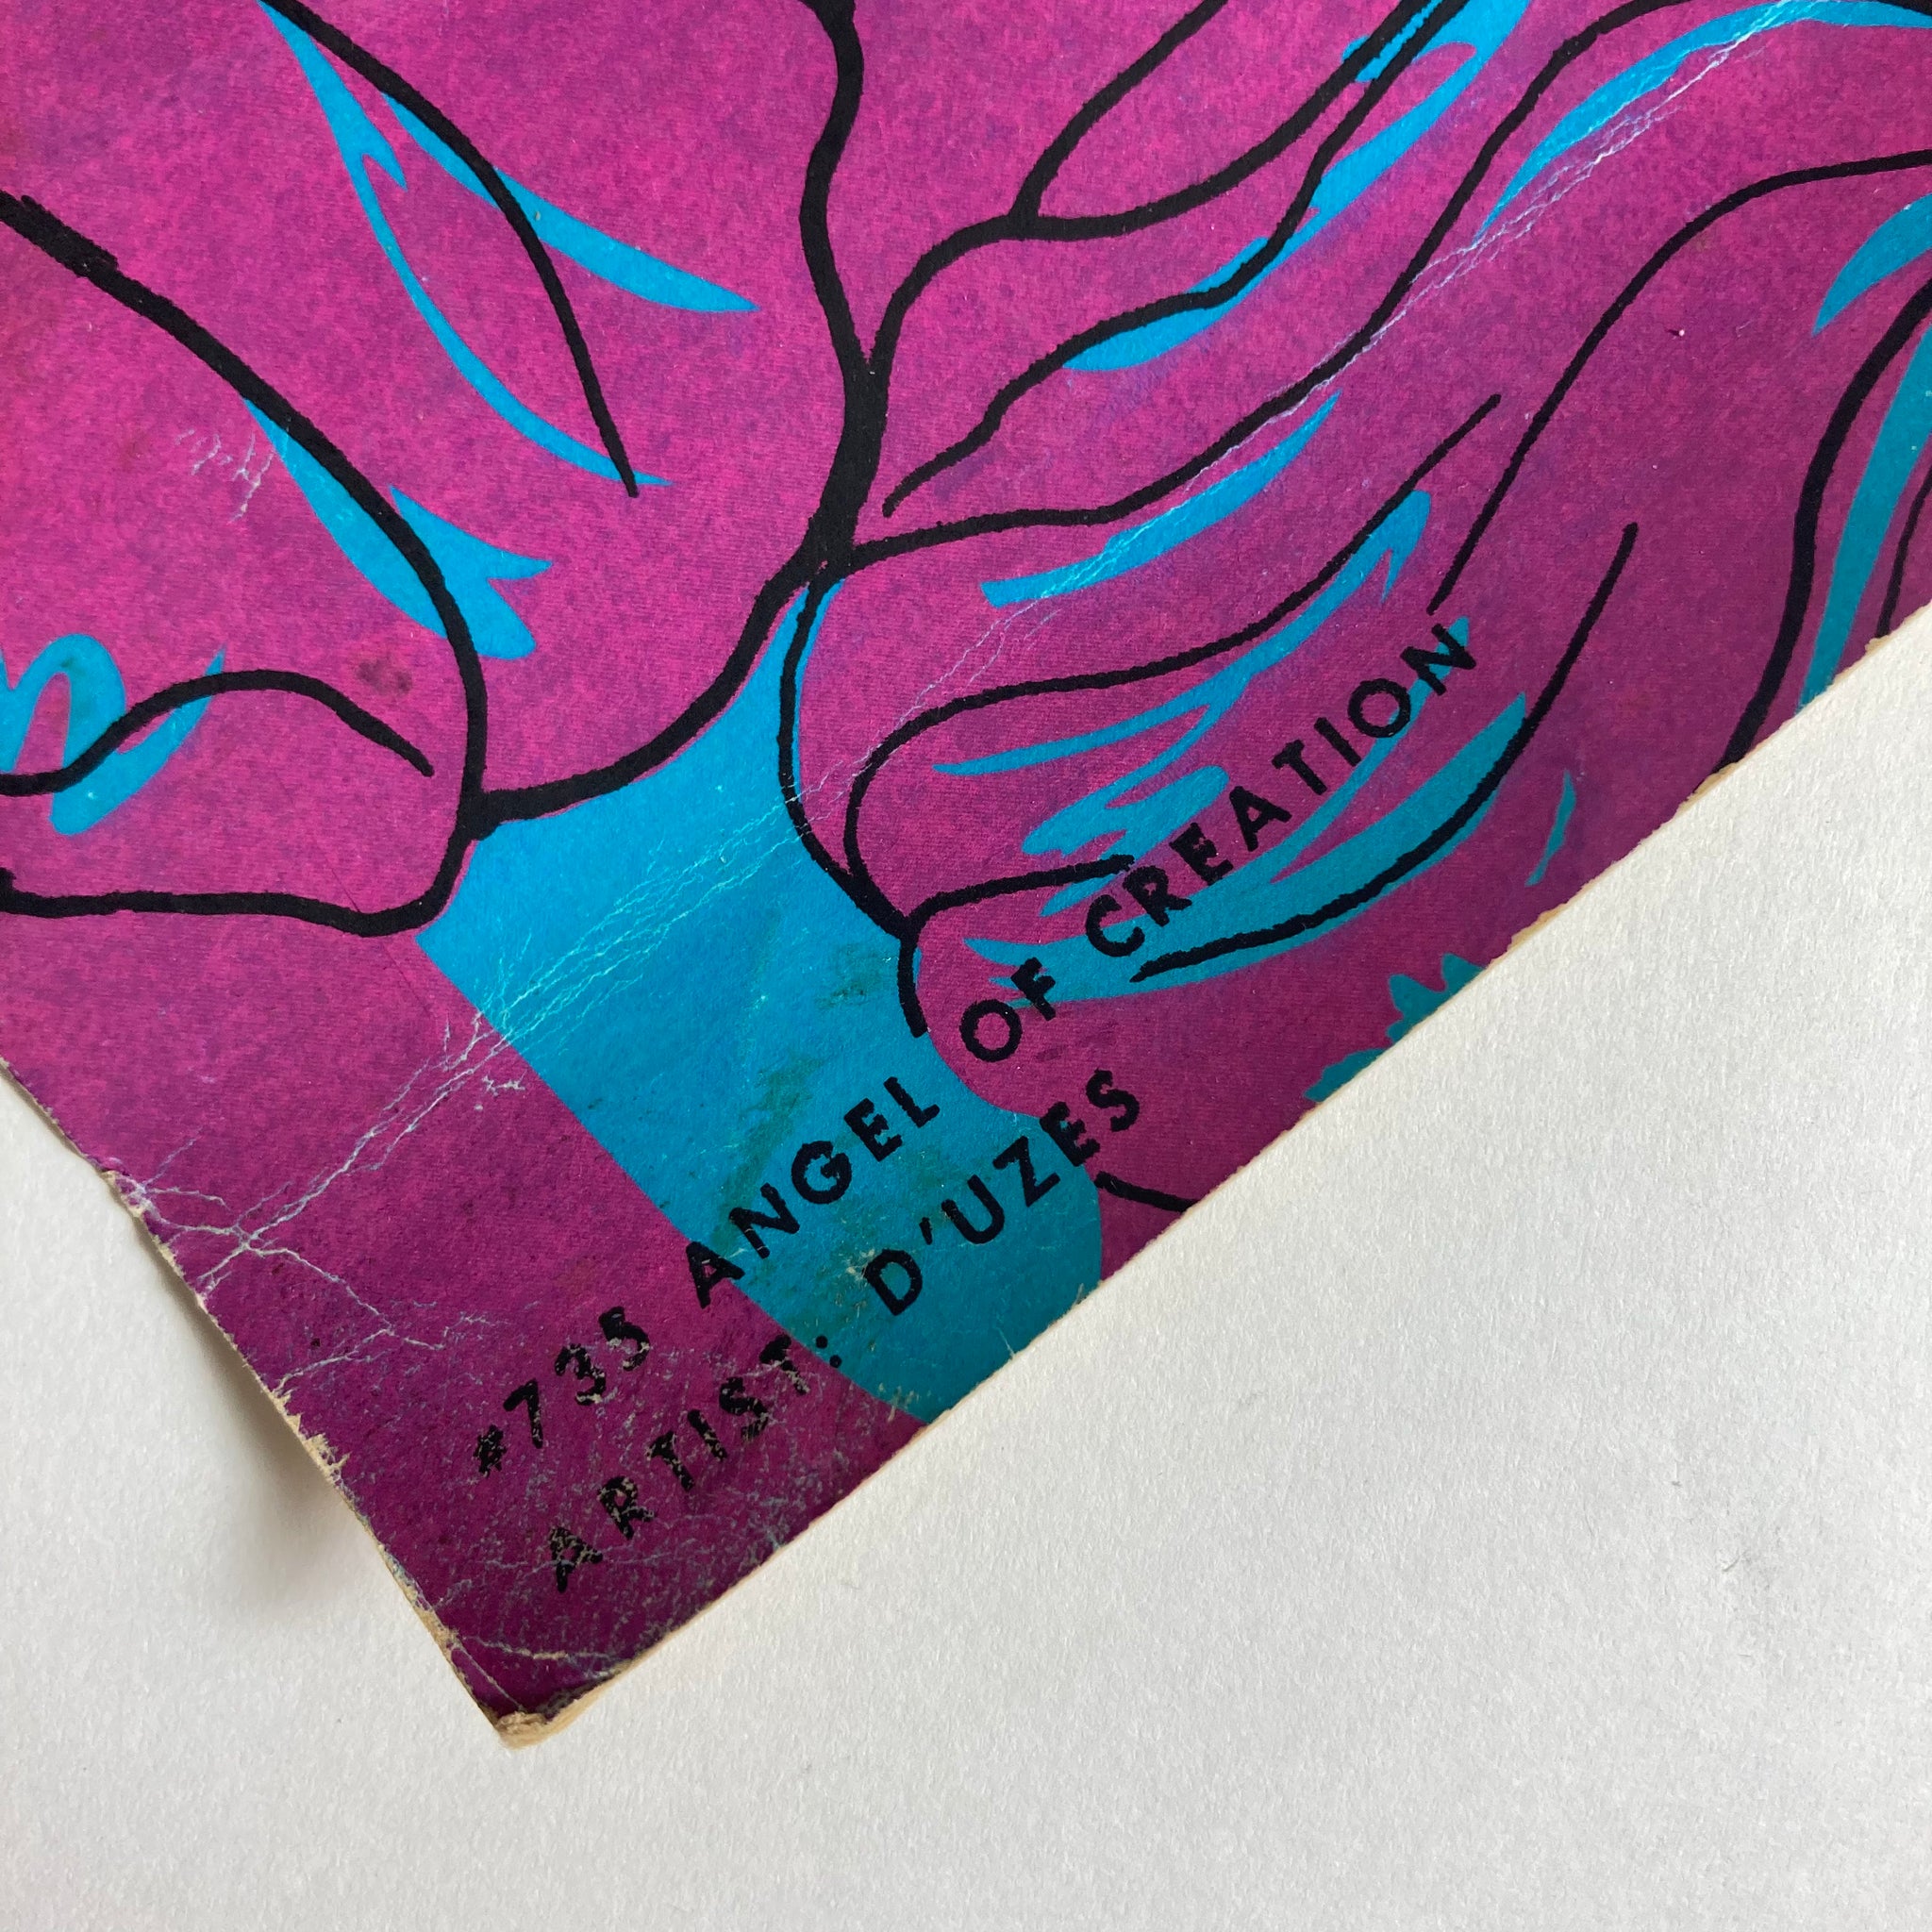 #735 ANGEL OF CREATION
ARTIST: D'UZES